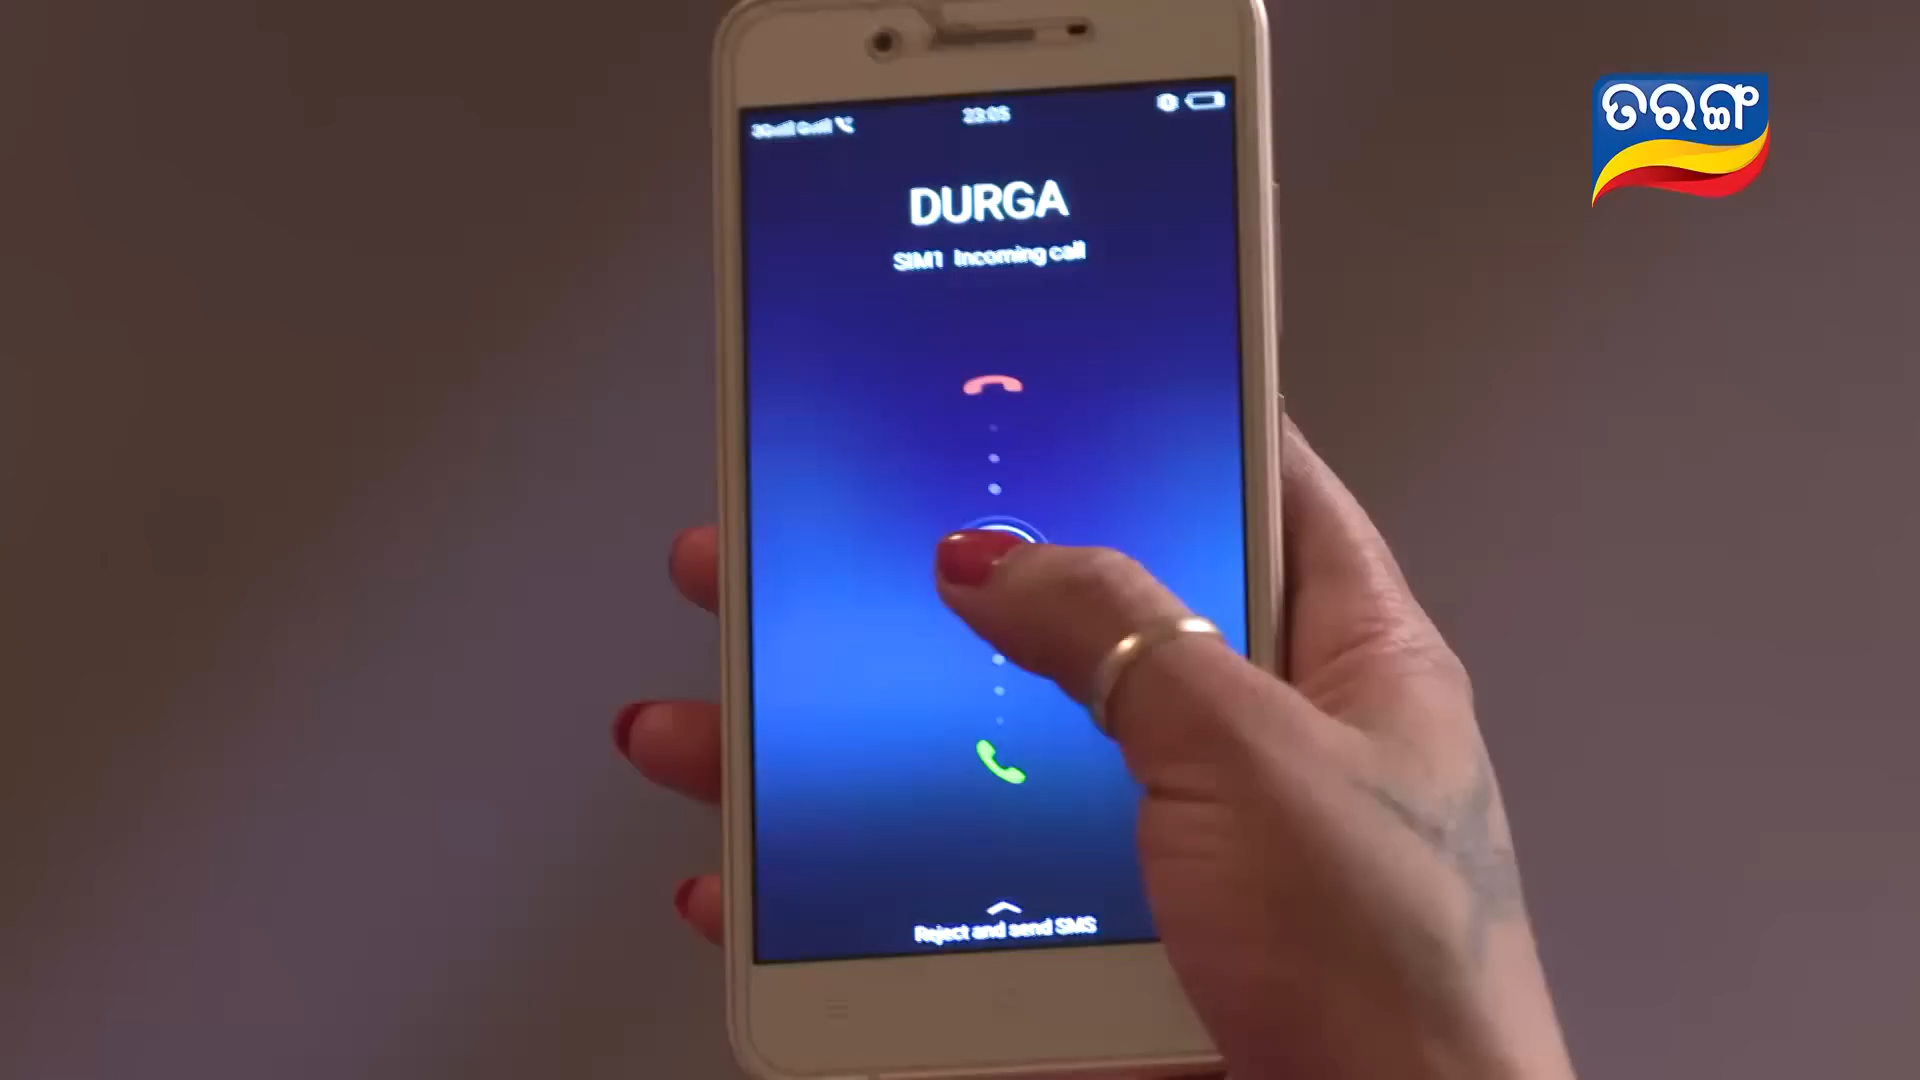 23:05
ତରଙ୍ଗ
DURGA
SIM1 Incoming call
Reject and send SMS